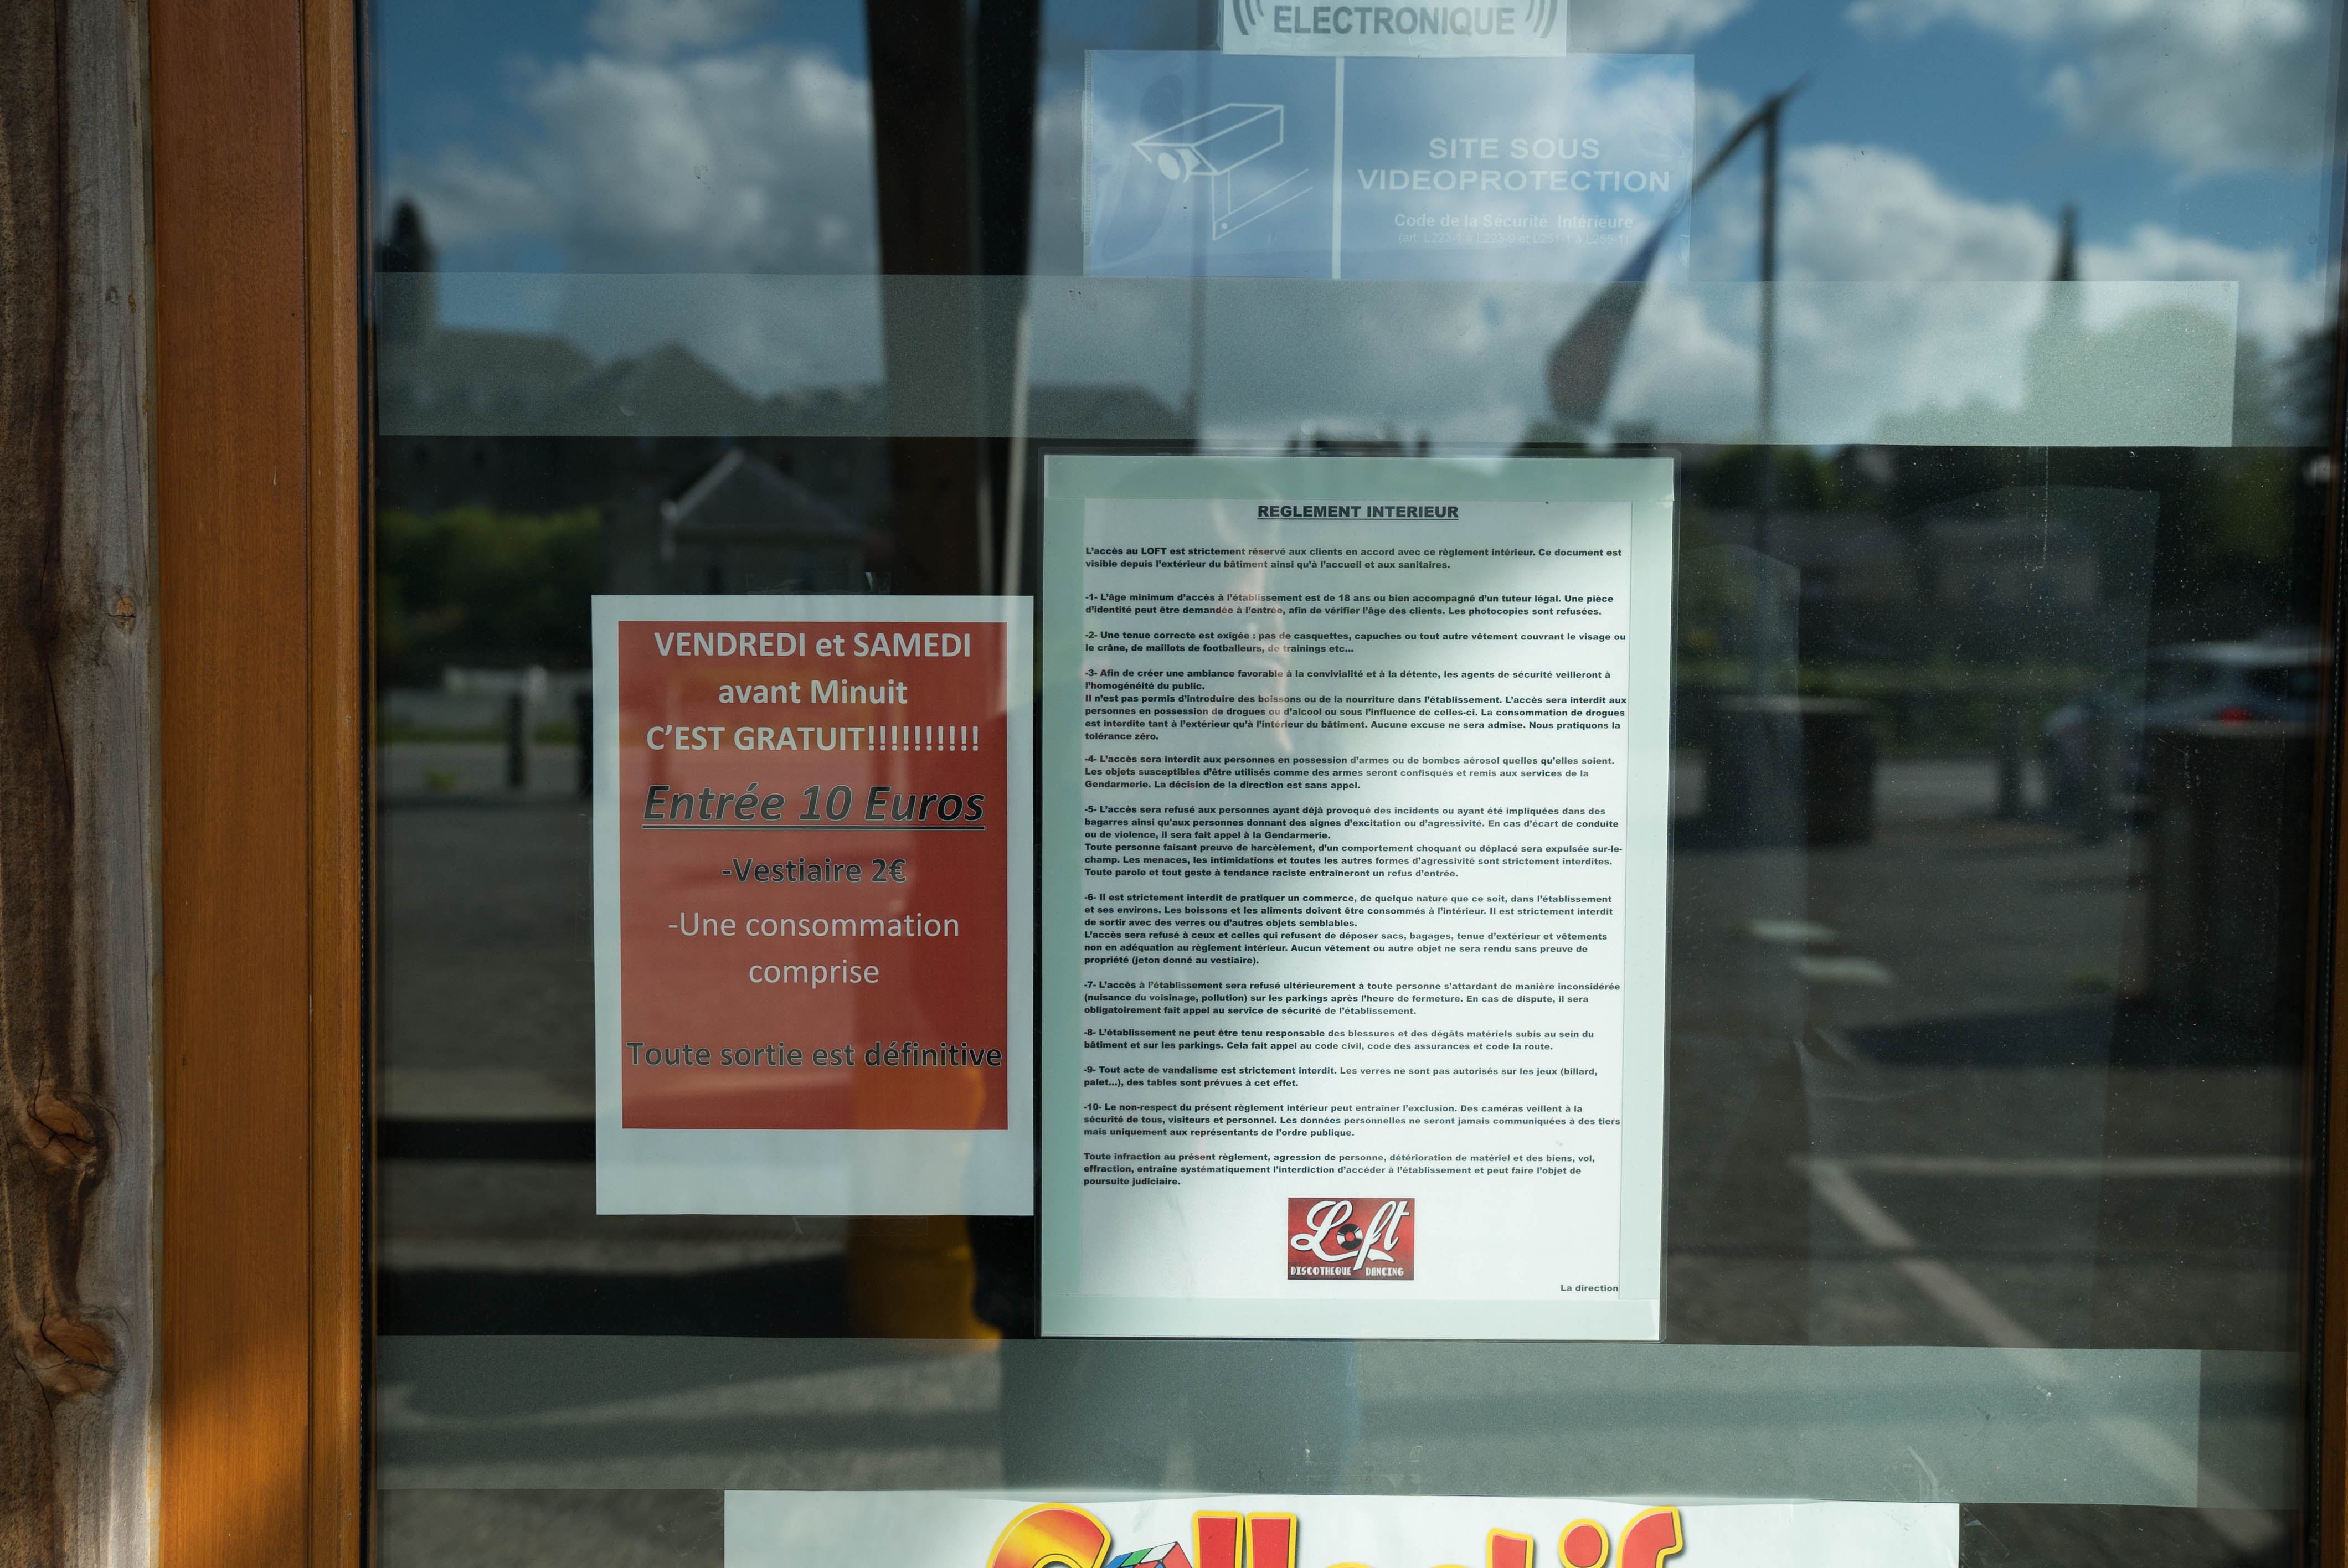 ELECTRONIQUE
SITE SOUS
VIDEOPROTECTION
Code de la Sécurité Intérieure
VENDREDI et SAMEDI
avant Minuit
C'EST GRATUIT!!!!!!!!!!
Entrée 10 Euros
-Vestiaire 2€
-Une consommation
comprise
Toute sortie est définitive
REGLEMENT INTERIEUR
L'accès au LOFT est strictement réservé aux clients en accord avec ce règlement intérieur. Ce document est
visible depuis l'extérieur du bâtiment ainsi qu'à l'accueil et aux sanitaires.
-1- L'âge minimum d'accès à l'établissement est de 18 ans ou bien accompagné d'un tuteur légal. Une pièce
d'identité peut être demandée à l'entrée, afin de vérifier l'âge des clients. Les photocopies sont refusées.
-2- Une tenue correcte est exigée : pas de casquettes, capuches ou tout autre vêtement couvrant le visage ou
le crâne, de maillots de footballeurs, de trainings etc...
-3- Afin de créer une ambiance favorable à la convivialité et à la détente, les agents de sécurité veilleront à
l'homogénéité du public.
Il n'est pas permis d'introduire des boissons ou de la nourriture dans l'établissement. L'accès sera interdit aux
personnes en possession de drogues ou d'alcool ou sous l'influence de celles-ci. La consommation de drogues
est interdite tant à l'extérieur qu'à l'intérieur du bâtiment. Aucune excuse ne sera admise. Nous pratiquons la
tolérance zéro.
-4- L'accès sera interdit aux personnes en possession d'armes ou de bombes aérosol quelles qu'elles soient.
Les objets susceptibles d'être utilisés comme des armes seront confisqués et remis aux services de la
Gendarmerie. La décision de la direction est sans appel.
-5- L'accès sera refusé aux personnes ayant déjà provoqué des incidents ou ayant été impliquées dans des
bagarres ainsi qu'aux personnes donnant des signes d'excitation ou d'agressivité. En cas d'écart de conduite
ou de violence, il sera fait appel à la Gendarmerie.
Toute personne faisant preuve de harcèlement, d'un comportement choquant ou déplacé sera expulsée sur-le-
champ. Les menaces, les intimidations et toutes les autres formes d'agressivité sont strictement interdites.
Toute parole et tout geste à tendance raciste entraîneront un refus d'entrée.
-6- Il est strictement interdit de pratiquer un commerce, de quelque nature que ce soit, dans l'établissement
et ses environs. Les boissons et les aliments doivent être consommés à l'intérieur. Il est strictement interdit
de sortir avec des verres ou d'autres objets semblables.
L'accès sera refusé à ceux et celles qui refusent de déposer sacs, bagages, tenue d'extérieur et vêtements
non en adéquation au règlement intérieur. Aucun vêtement ou autre objet ne sera rendu sans preuve de
propriété (jeton donné au vestiaire).
-7- L'accès à l'établissement sera refusé ultérieurement à toute personne s'attardant de manière inconsidérée
(nuisance du voisinage, pollution) sur les parkings après l'heure de fermeture. En cas de dispute, il sera
obligatoirement fait appel au service de sécurité de l'établissement.
-8- L'établissement ne peut être tenu responsable des blessures et des dégâts matériels subis au sein du
bâtiment et sur les parkings. Cela fait appel au code civil, code des assurances et code la route.
-9- Tout acte de vandalisme est strictement interdit. Les verres ne sont pas autorisés sur les jeux (billard,
palet...), des tables sont prévues à cet effet.
-10- Le non-respect du présent règlement intérieur peut entraîner l'exclusion. Des caméras veillent à la
sécurité de tous, visiteurs et personnel. Les données personnelles ne seront jamais communiquées à des tiers
mais uniquement aux représentants de l'ordre publique.
Toute infraction au présent règlement, agression de personne, détérioration de matériel et des biens, vol,
effraction, entraîne systématiquement l'interdiction d'accéder à l'établissement et peut faire l'objet de
poursuite judiciaire.
Loft
DISCOTHEQUE DANCING
La direction
Collectif